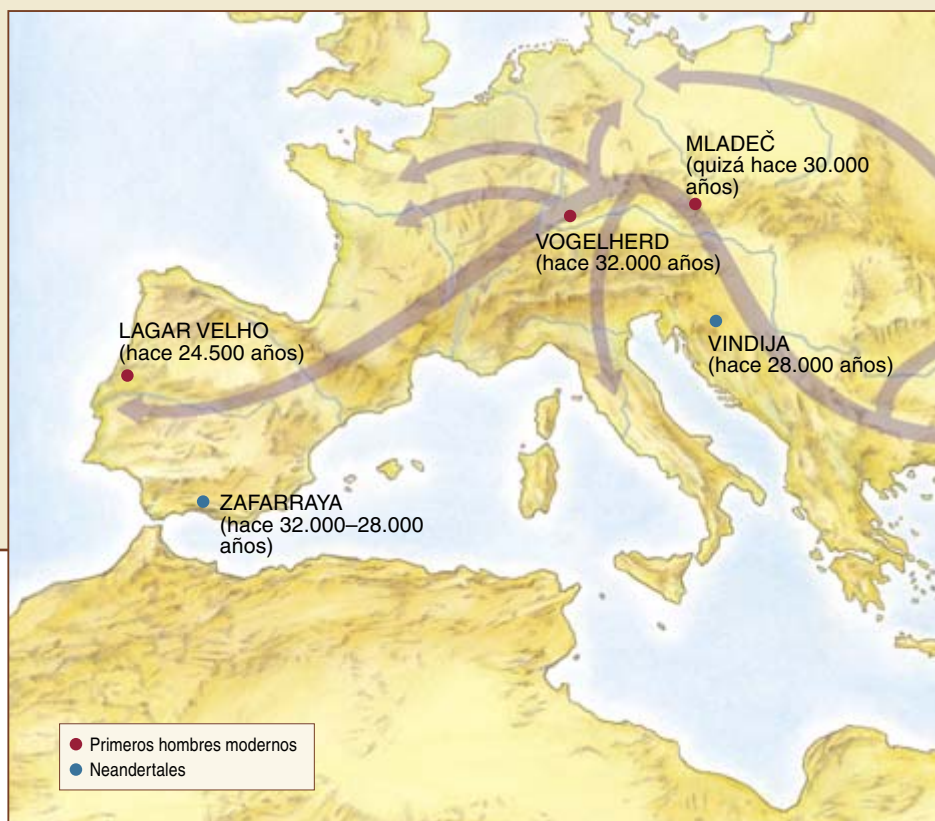 MLADEČ
(quizá hace 30.000
años)
VOGELHERD
(hace 32.000 años)
LAGAR VELHO
(hace 24.500 años)
VINDIJA
(hace 28.000 años)
ZAFARRAYA
(hace 32.000–28.000
años)
Primeros hombres modernos
Neandertales